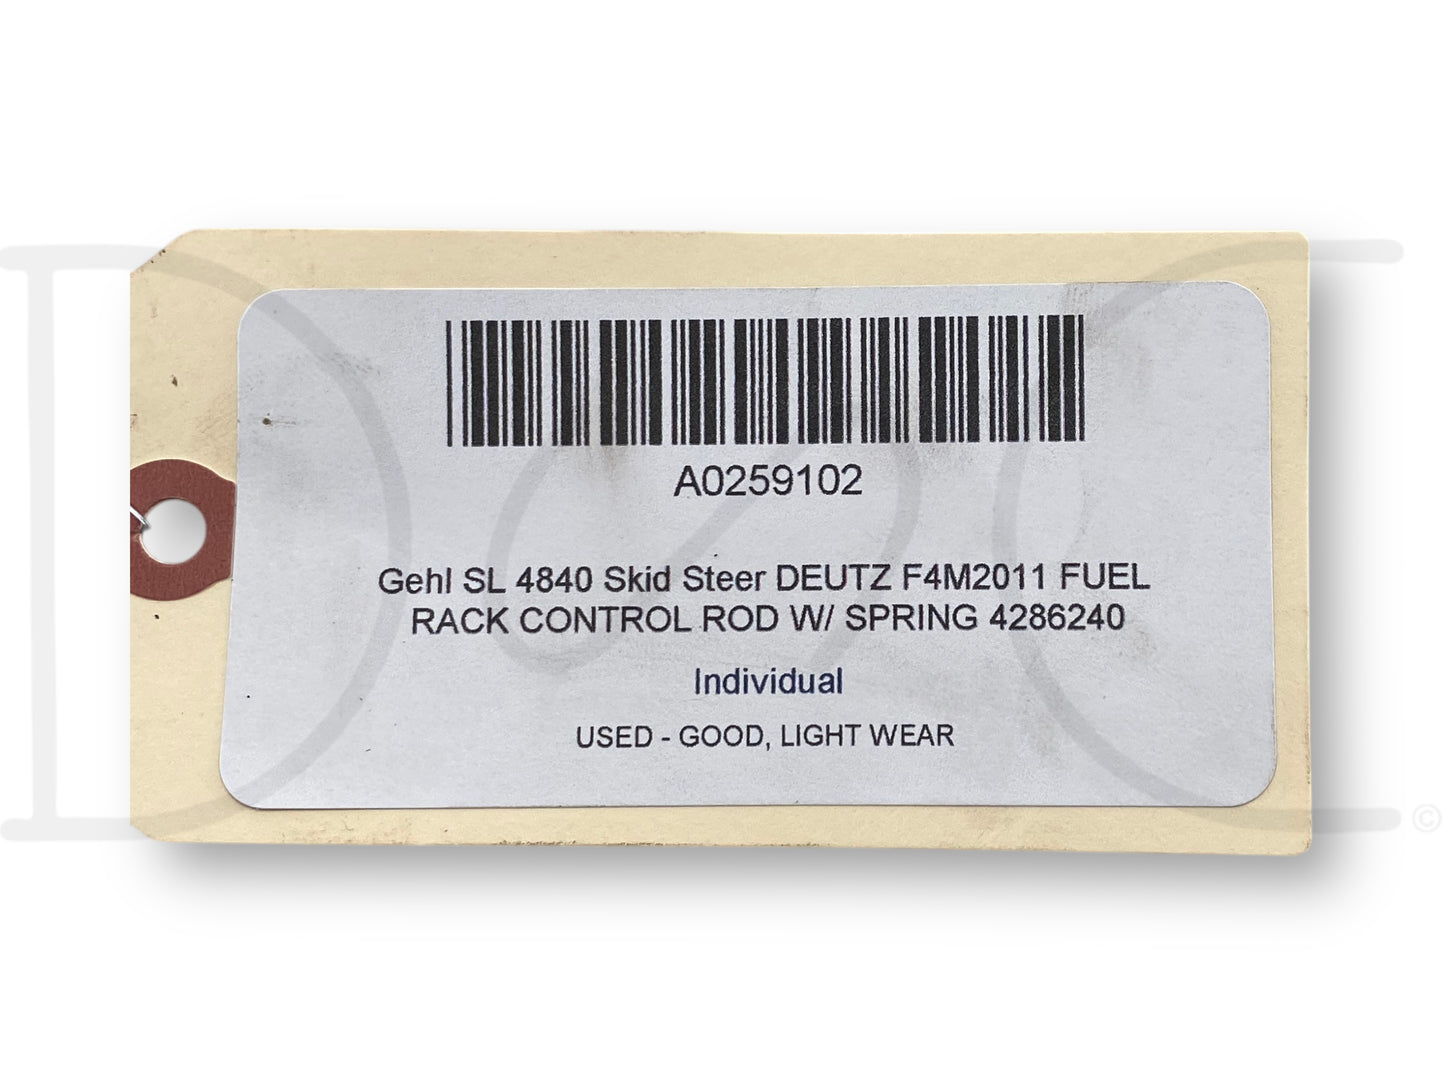 A0259102
Gehl SL 4840 Skid Steer DEUTZ F4M2011 FUEL
RACK CONTROL ROD W/ SPRING 4286240
Individual
USED - GOOD, LIGHT WEAR
©